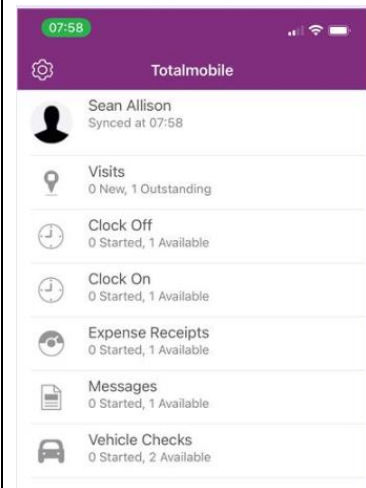 07:58
Totalmobile
Sean Allison
Synced at 07:58
Visits
0 New, 1 Outstanding
Clock Off
0 Started, 1 Available
Clock On
0 Started, 1 Available
Expense Receipts
0 Started, 1 Available
Messages
0 Started, 1 Available
Vehicle Checks
0 Started, 2 Available